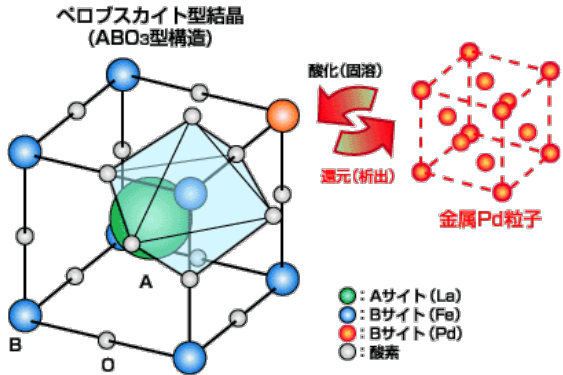 ペロブスカイト型結晶
(ABO3型構造)
酸化(固溶)
還元(析出)
金属Pd粒子
A
B
O
:Aサイト(La)
:Bサイト(Fe)
:Bサイト(Pd)
:酸素